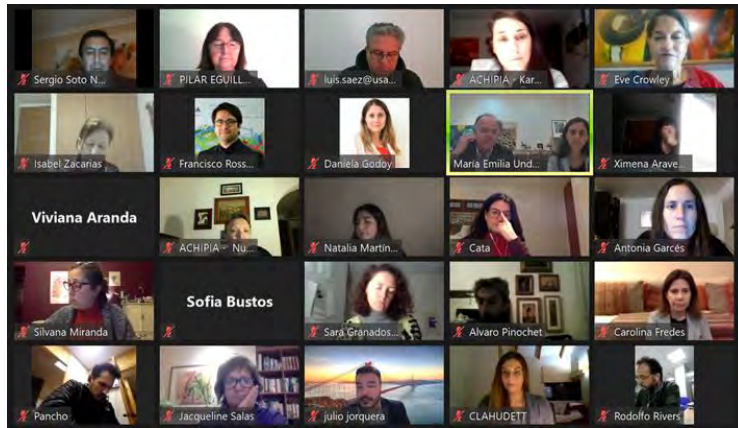 Sergio Soto N...
PILAR EGUILL...
luis.saez@usa...
ACHIPIA - Kar...
Eve Crowley
Isabel Zacarias
Francisco Ross...
Daniela Godoy
María Emilia Und...
Ximena Arave...
Viviana Aranda
ACHIPIA - Nu...
Natalia Martín...
Cata
Antonia Garcés
Silvana Miranda
Sofia Bustos
Sara Granados...
Alvaro Pinochet
Carolina Fredes
Pancho
Jacqueline Salas
julio jorquera
CLAHUDETT
Rodolfo Rivers